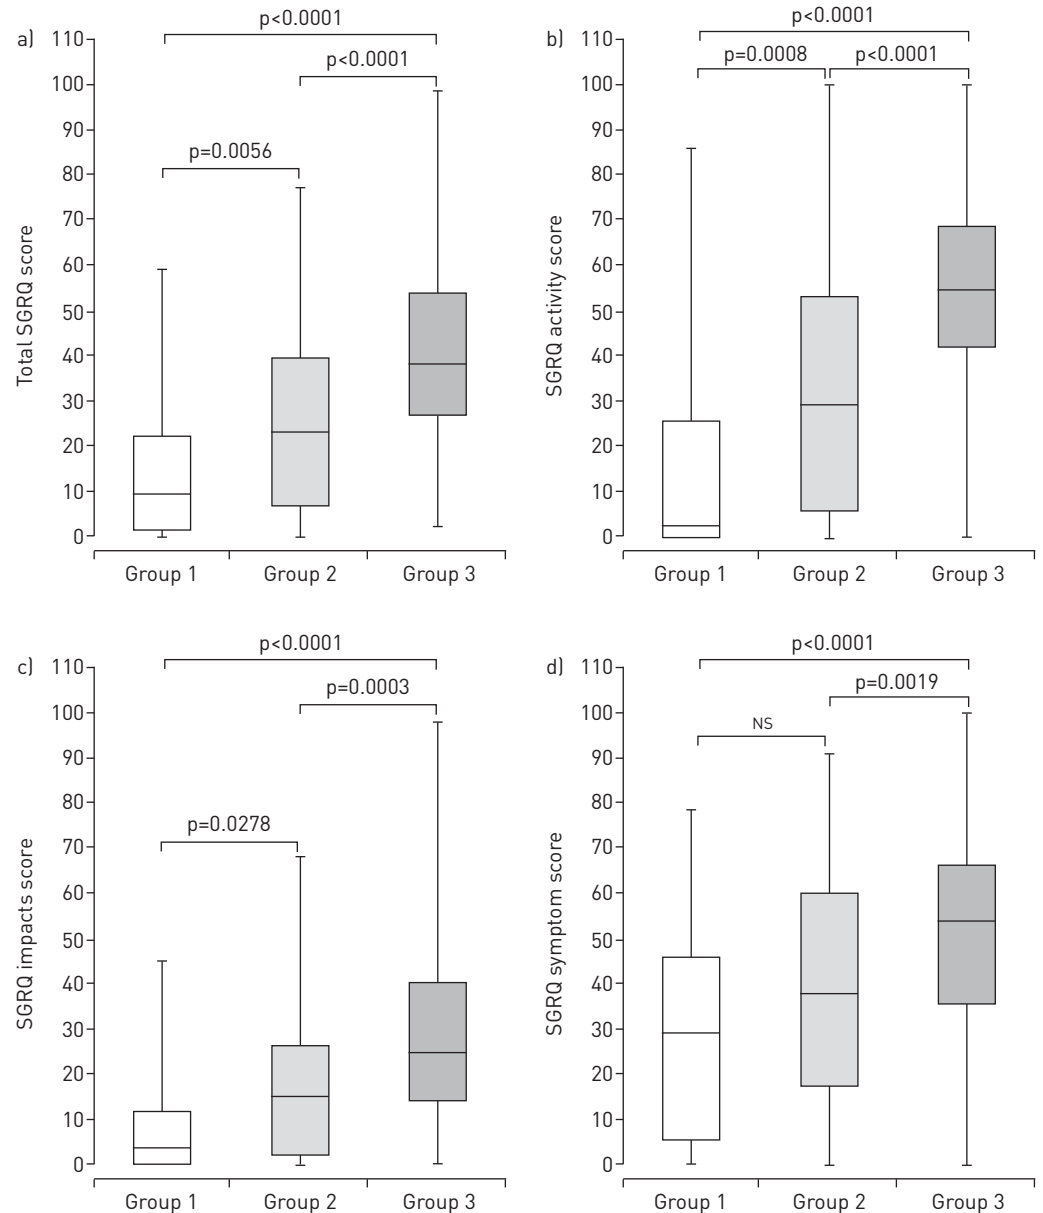 a)
p<0.0001
p<0.0001
p=0.0056
Total SGRQ score
110
100
90
80
70
60
50
40
30
20
10
0
Group 1 Group 2 Group 3
b)
p<0.0001
p=0.0008 p<0.0001
SGRQ activity score
110
100
90
80
70
60
50
40
30
20
10
0
Group 1 Group 2 Group 3
c)
p<0.0001
p=0.0003
p=0.0278
SGRQ impacts score
110
100
90
80
70
60
50
40
30
20
10
0
Group 1 Group 2 Group 3
d)
p<0.0001
p=0.0019
NS
SGRQ symptom score
110
100
90
80
70
60
50
40
30
20
10
0
Group 1 Group 2 Group 3